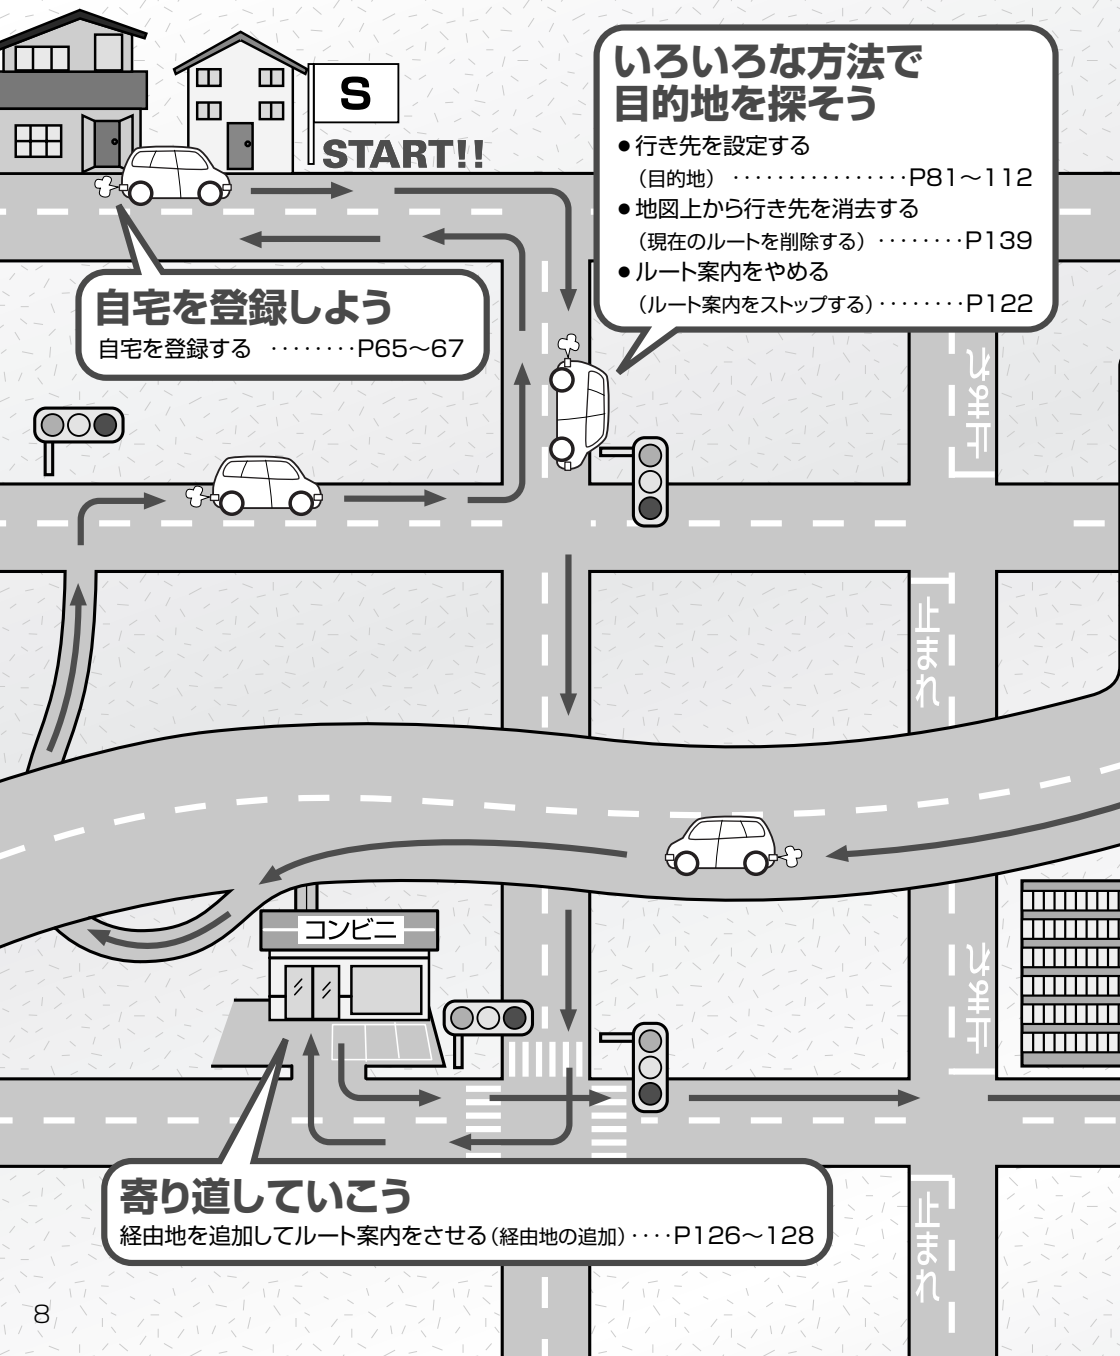 S
START!!
いろいろな方法で
目的地を探そう
●行き先を設定する
（目的地） ················P81〜112
●地図上から行き先を消去する
（現在のルートを削除する） ········P139
●ルート案内をやめる
（ルート案内をストップする）········P122
自宅を登録しよう
自宅を登録する ········P65〜67
止まれ
止まれ
コンビニ
止まれ
寄り道していこう
経由地を追加してルート案内をさせる（経由地の追加）····P126〜128
止まれ
8